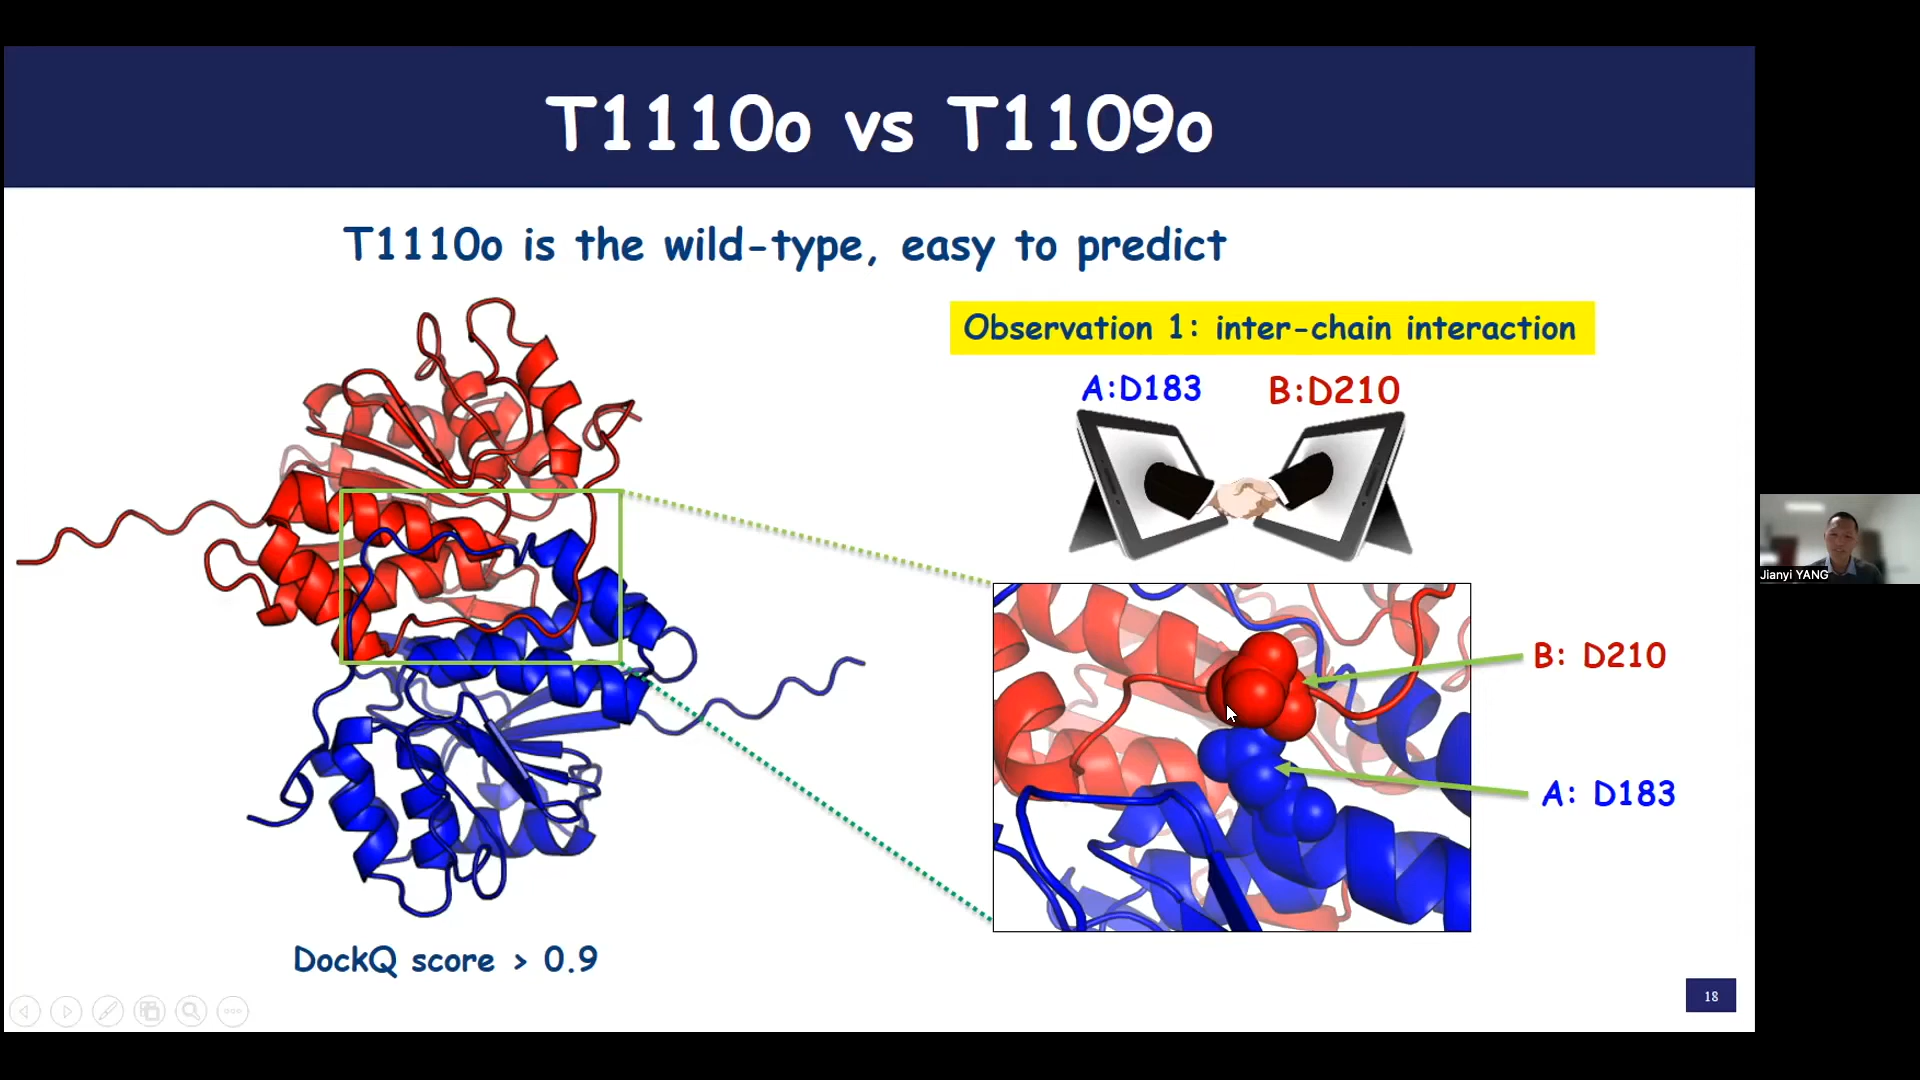 T1110o vs T1109o
T1110o is the wild-type, easy to predict
Observation 1: inter-chain interaction
A:D183
B:D210
B: D210
A: D183
DockQ score > 0.9
18
Jianyi YANG